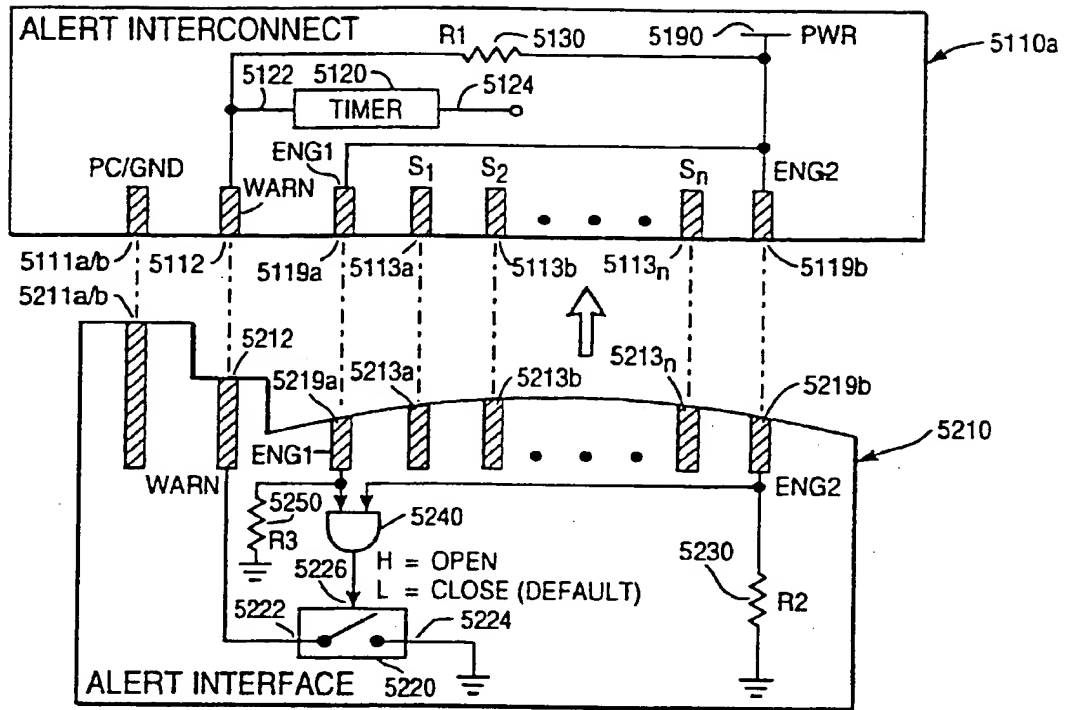 ALERT INTERCONNECT
R1 5130 5190 PWR 5110a
5122 5120 5124
TIMER
PC/GND WARN ENG1 S1 S2 Sn ENG2
5111a/b 5112 5119a 5113a 5113b 5113n 5119b
5211a/b
5212 5219a 5213a 5213b 5213n 5219b
5210
WARN ENG1 ENG2
5250 R3 5240
H = OPEN
L = CLOSE (DEFAULT)
5226 5230 R2
5222 5224
5220
ALERT INTERFACE